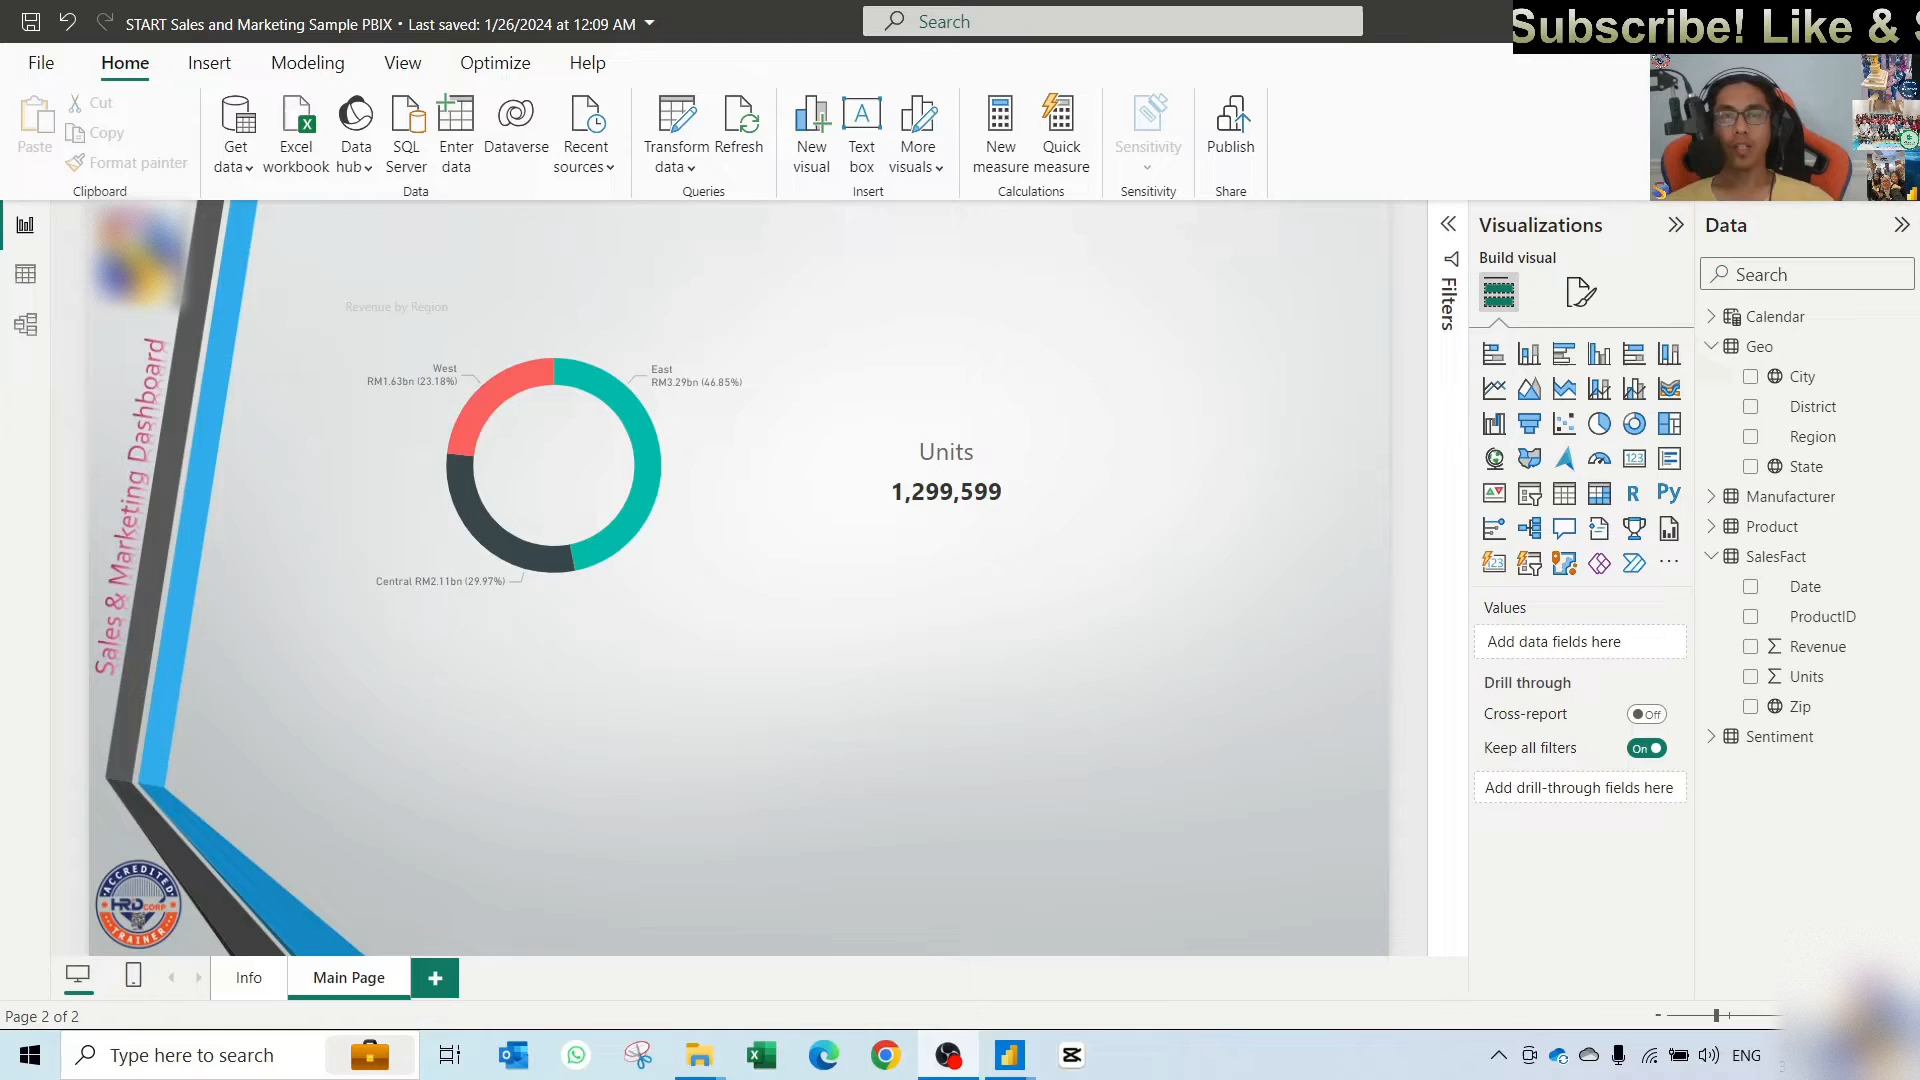 START Sales and Marketing Sample PBIX • Last saved: 1/26/2024 at 12:09 AM
Search
Subscribe! Like & S
File
Home
Insert
Modeling
View
Optimize
Help
Paste
Cut
Copy
Format painter
Clipboard
Get data
Excel workbook
Data hub
SQL Server
Enter data
Dataverse
Recent sources
Data
Transform data
Refresh
Queries
New visual
A
Text box
More visuals
Insert
New measure
Quick measure
Calculations
Sensitivity
Sensitivity
Publish
Share
Sales & Marketing Dashboard
Revenue by Region
West
RM1.63bn (23.18%)
East
RM3.29bn (46.85%)
Central RM2.11bn (29.97%)
Units
1,299,599
ACCREDITED
HRD CORP
TRAINER
Filters
Visualizations
Build visual
123
R
Py
123
Values
Add data fields here
Drill through
Cross-report
Off
Keep all filters
On
Add drill-through fields here
Data
Search
Calendar
Geo
City
District
Region
State
Manufacturer
Product
SalesFact
Date
ProductID
Revenue
Units
Zip
Sentiment
Info
Main Page
Page 2 of 2
Type here to search
ENG